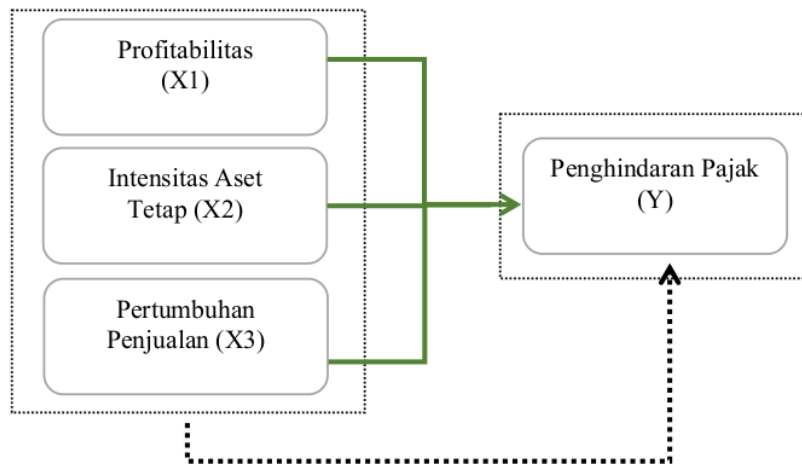 Profitabilitas
(X1)
Intensitas Aset
Tetap (X2)
Pertumbuhan
Penjualan (X3)
Penghindaran Pajak
(Y)